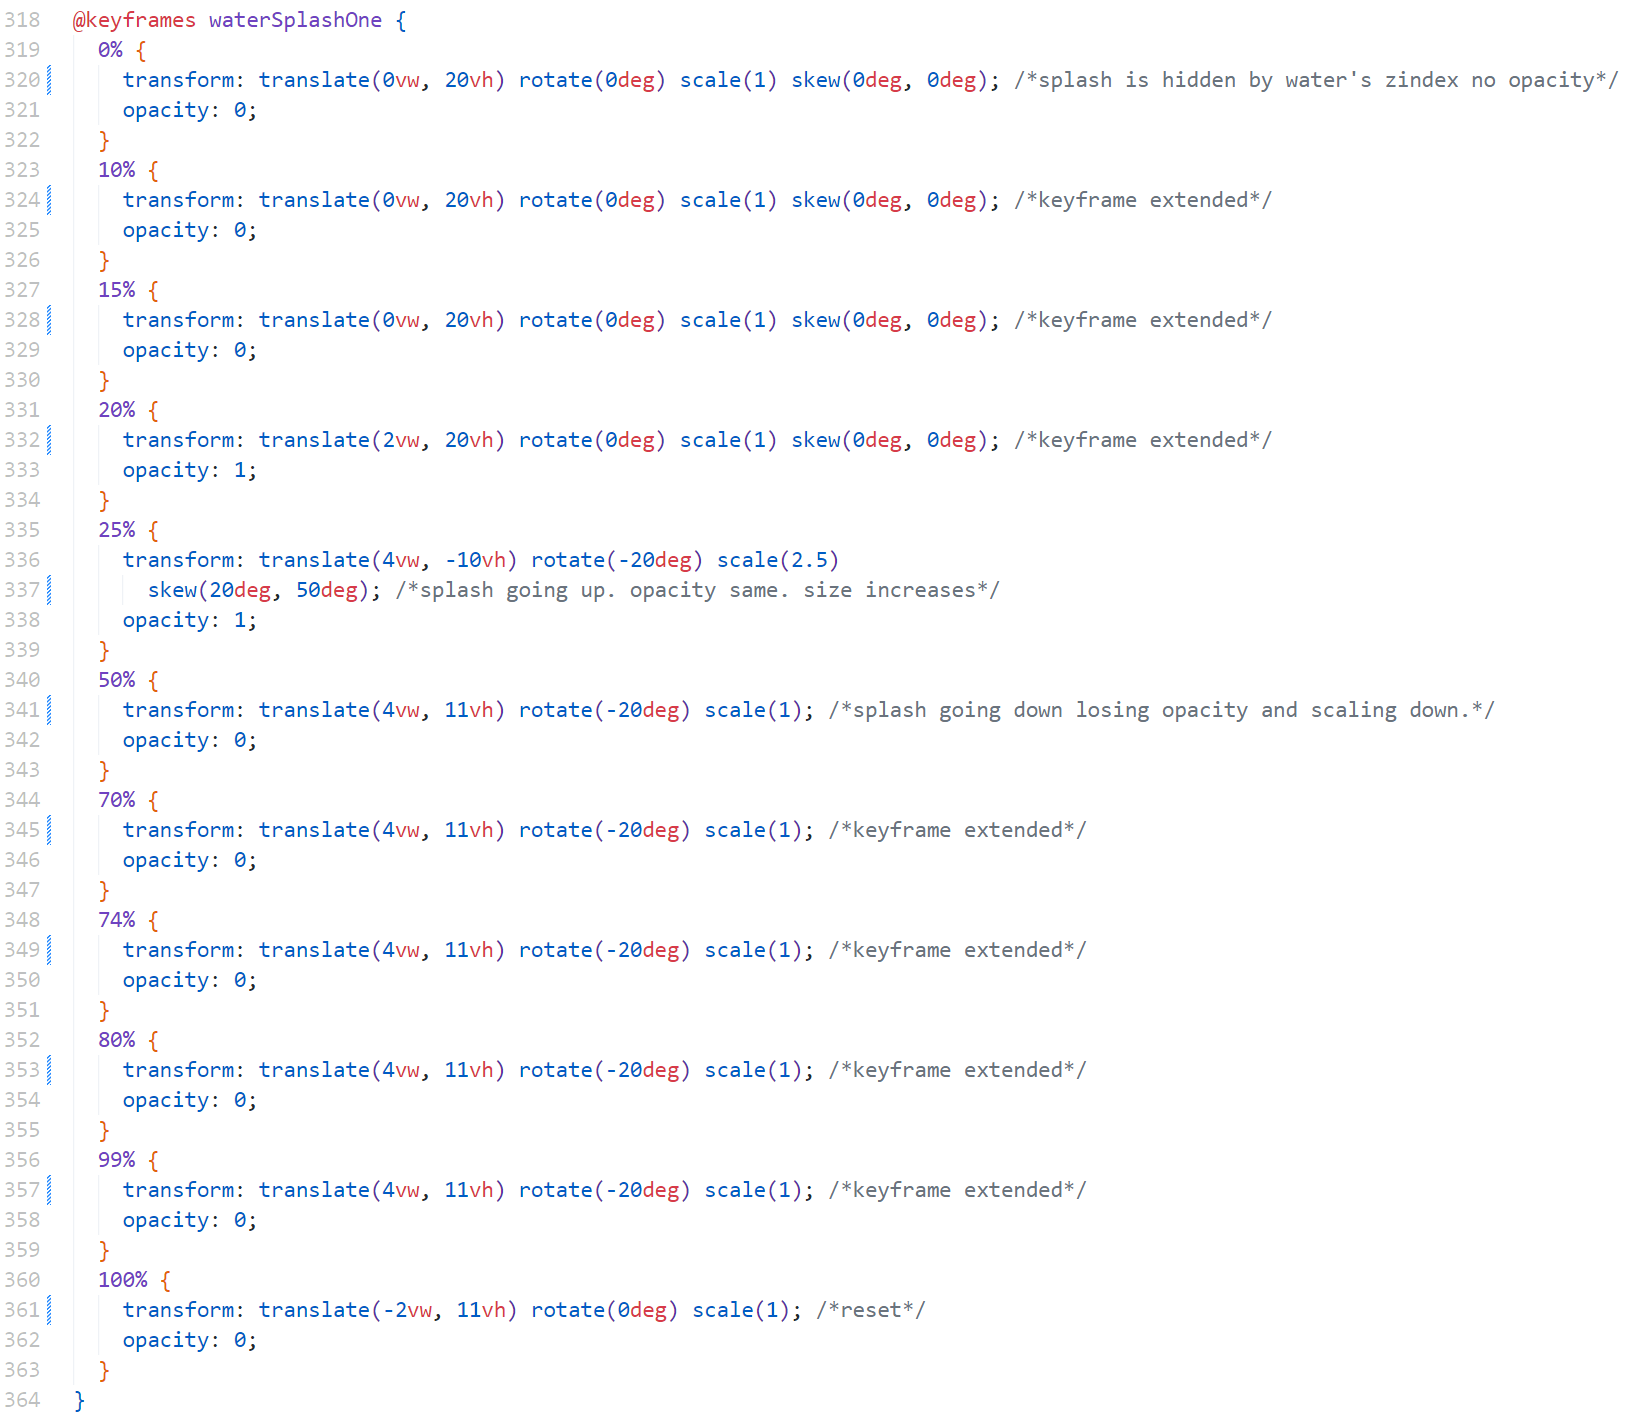 318 @keyframes waterSplashOne {
319 0% {
320 transform: translate(0vw, 20vh) rotate(0deg) scale(1) skew(0deg, 0deg); /*splash is hidden by water's zindex no opacity*/
321 opacity: 0;
322 }
323 10% {
324 transform: translate(0vw, 20vh) rotate(0deg) scale(1) skew(0deg, 0deg); /*keyframe extended*/
325 opacity: 0;
326 }
327 15% {
328 transform: translate(0vw, 20vh) rotate(0deg) scale(1) skew(0deg, 0deg); /*keyframe extended*/
329 opacity: 0;
330 }
331 20% {
332 transform: translate(2vw, 20vh) rotate(0deg) scale(1) skew(0deg, 0deg); /*keyframe extended*/
333 opacity: 1;
334 }
335 25% {
336 transform: translate(4vw, -10vh) rotate(-20deg) scale(2.5)
337 skew(20deg, 50deg); /*splash going up. opacity same. size increases*/
338 opacity: 1;
339 }
340 50% {
341 transform: translate(4vw, 11vh) rotate(-20deg) scale(1); /*splash going down losing opacity and scaling down.*/
342 opacity: 0;
343 }
344 70% {
345 transform: translate(4vw, 11vh) rotate(-20deg) scale(1); /*keyframe extended*/
346 opacity: 0;
347 }
348 74% {
349 transform: translate(4vw, 11vh) rotate(-20deg) scale(1); /*keyframe extended*/
350 opacity: 0;
351 }
352 80% {
353 transform: translate(4vw, 11vh) rotate(-20deg) scale(1); /*keyframe extended*/
354 opacity: 0;
355 }
356 99% {
357 transform: translate(4vw, 11vh) rotate(-20deg) scale(1); /*keyframe extended*/
358 opacity: 0;
359 }
360 100% {
361 transform: translate(-2vw, 11vh) rotate(0deg) scale(1); /*reset*/
362 opacity: 0;
363 }
364 }